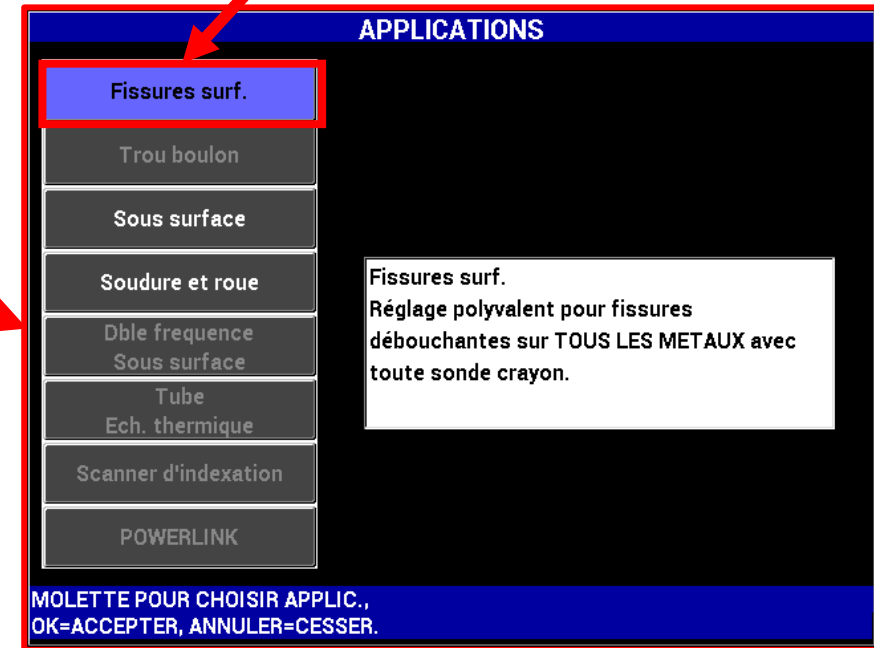 APPLICATIONS
Fissures surf.
Trou boulon
Sous surface
Soudure et roue
Dble frequence
Sous surface
Tube
Ech. thermique
Scanner d'indexation
POWERLINK
Fissures surf.
Réglage polyvalent pour fissures
débouchantes sur TOUS LES METAUX avec
toute sonde crayon.
MOLETTE POUR CHOISIR APPLIC.,
OK=ACCEPTER, ANNULER=CESSER.